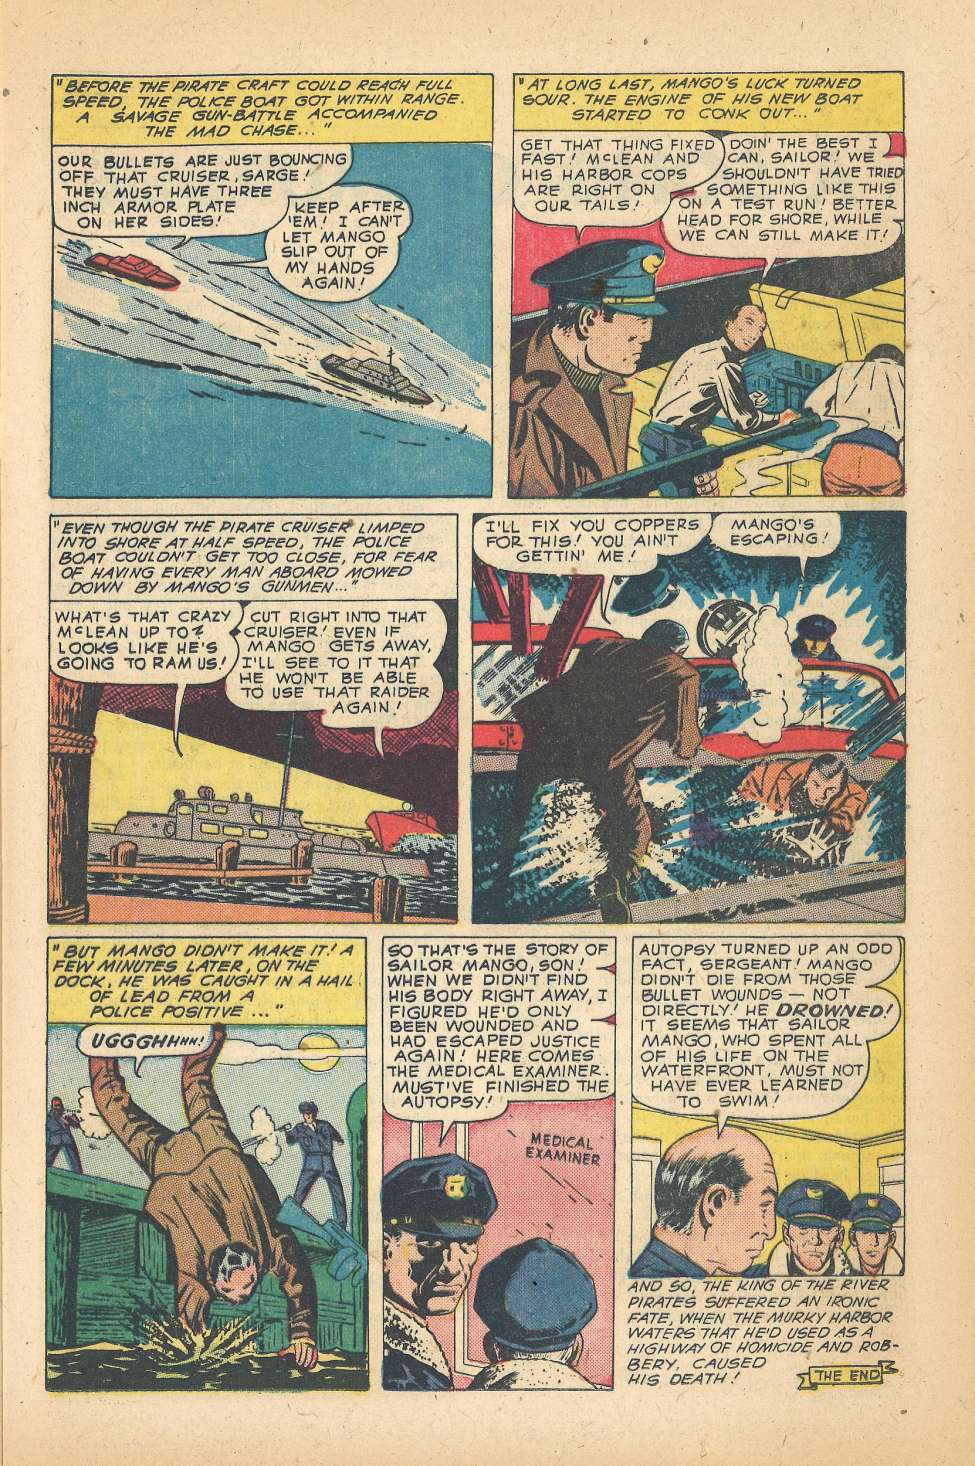 "BEFORE THE PIRATE CRAFT COULD REACH FULL
SPEED, THE POLICE BOAT GOT WITHIN RANGE.
A SAVAGE GUN-BATTLE ACCOMPANIED
THE MAD CHASE..."
OUR BULLETS ARE JUST BOUNCING
OFF THAT CRUISER, SARGE!
THEY MUST HAVE THREE
INCH ARMOR PLATE
ON HER SIDES!
KEEP AFTER
'EM! I CAN'T
LET MANGO
SLIP OUT OF
MY HANDS
AGAIN!
"AT LONG LAST, MANGO'S LUCK TURNED
SOUR. THE ENGINE OF HIS NEW BOAT
STARTED TO CONK OUT..."
GET THAT THING FIXED
FAST! McLEAN AND
HIS HARBOR COPS
ARE RIGHT ON
OUR TAILS!
DOIN' THE BEST I
CAN, SAILOR! WE
SHOULDN'T HAVE TRIED
SOMETHING LIKE THIS
ON A TEST RUN! BETTER
HEAD FOR SHORE, WHILE
WE CAN STILL MAKE IT!
"EVEN THOUGH THE PIRATE CRUISER LIMPED
INTO SHORE AT HALF SPEED, THE POLICE
BOAT COULDN'T GET TOO CLOSE, FOR FEAR
OF HAVING EVERY MAN ABOARD MOWED
DOWN BY MANGO'S GUNMEN..."
WHAT'S THAT CRAZY
McLEAN UP TO?
LOOKS LIKE HE'S
GOING TO RAM US!
CUT RIGHT INTO THAT
CRUISER! EVEN IF
MANGO GETS AWAY,
I'LL SEE TO IT THAT
HE WON'T BE ABLE
TO USE THAT RAIDER
AGAIN!
I'LL FIX YOU COPPERS
FOR THIS! YOU AIN'T
GETTIN' ME!
MANGO'S
ESCAPING!
"BUT MANGO DIDN'T MAKE IT! A
FEW MINUTES LATER, ON THE
DOCK, HE WAS CAUGHT IN A HAIL
OF LEAD FROM A
POLICE POSITIVE..."
UGGGHHHH!
SO THAT'S THE STORY OF
SAILOR MANGO, SON!
WHEN WE DIDN'T FIND
HIS BODY RIGHT AWAY, I
FIGURED HE'D ONLY
BEEN WOUNDED AND
HAD ESCAPED JUSTICE
AGAIN! HERE COMES
THE MEDICAL EXAMINER.
MUST'VE FINISHED THE
AUTOPSY!
MEDICAL
EXAMINER
AUTOPSY TURNED UP AN ODD
FACT, SERGEANT! MANGO
DIDN'T DIE FROM THOSE
BULLET WOUNDS — NOT
DIRECTLY! HE DROWNED!
IT SEEMS THAT SAILOR
MANGO, WHO SPENT ALL
OF HIS LIFE ON THE
WATERFRONT, MUST NOT
HAVE EVER LEARNED
TO SWIM!
AND SO, THE KING OF THE RIVER
PIRATES SUFFERED AN IRONIC
FATE, WHEN THE MURKY HARBOR
WATERS THAT HE'D USED AS A
HIGHWAY OF HOMICIDE AND ROB-
BERY, CAUSED
HIS DEATH!
THE END